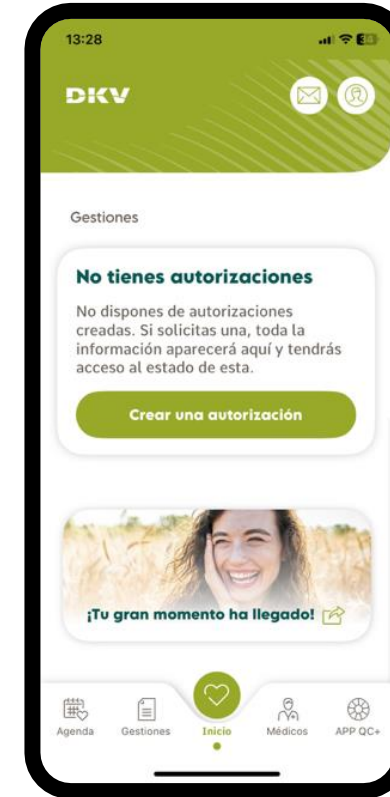 13:28
DKV
Gestiones
No tienes autorizaciones
No dispones de autorizaciones
creadas. Si solicitas una, toda la
información aparecerá aquí y tendrás
acceso al estado de esta.
Crear una autorización
¡Tu gran momento ha llegado!
Agenda
Gestiones
Inicio
Médicos
APP QC+